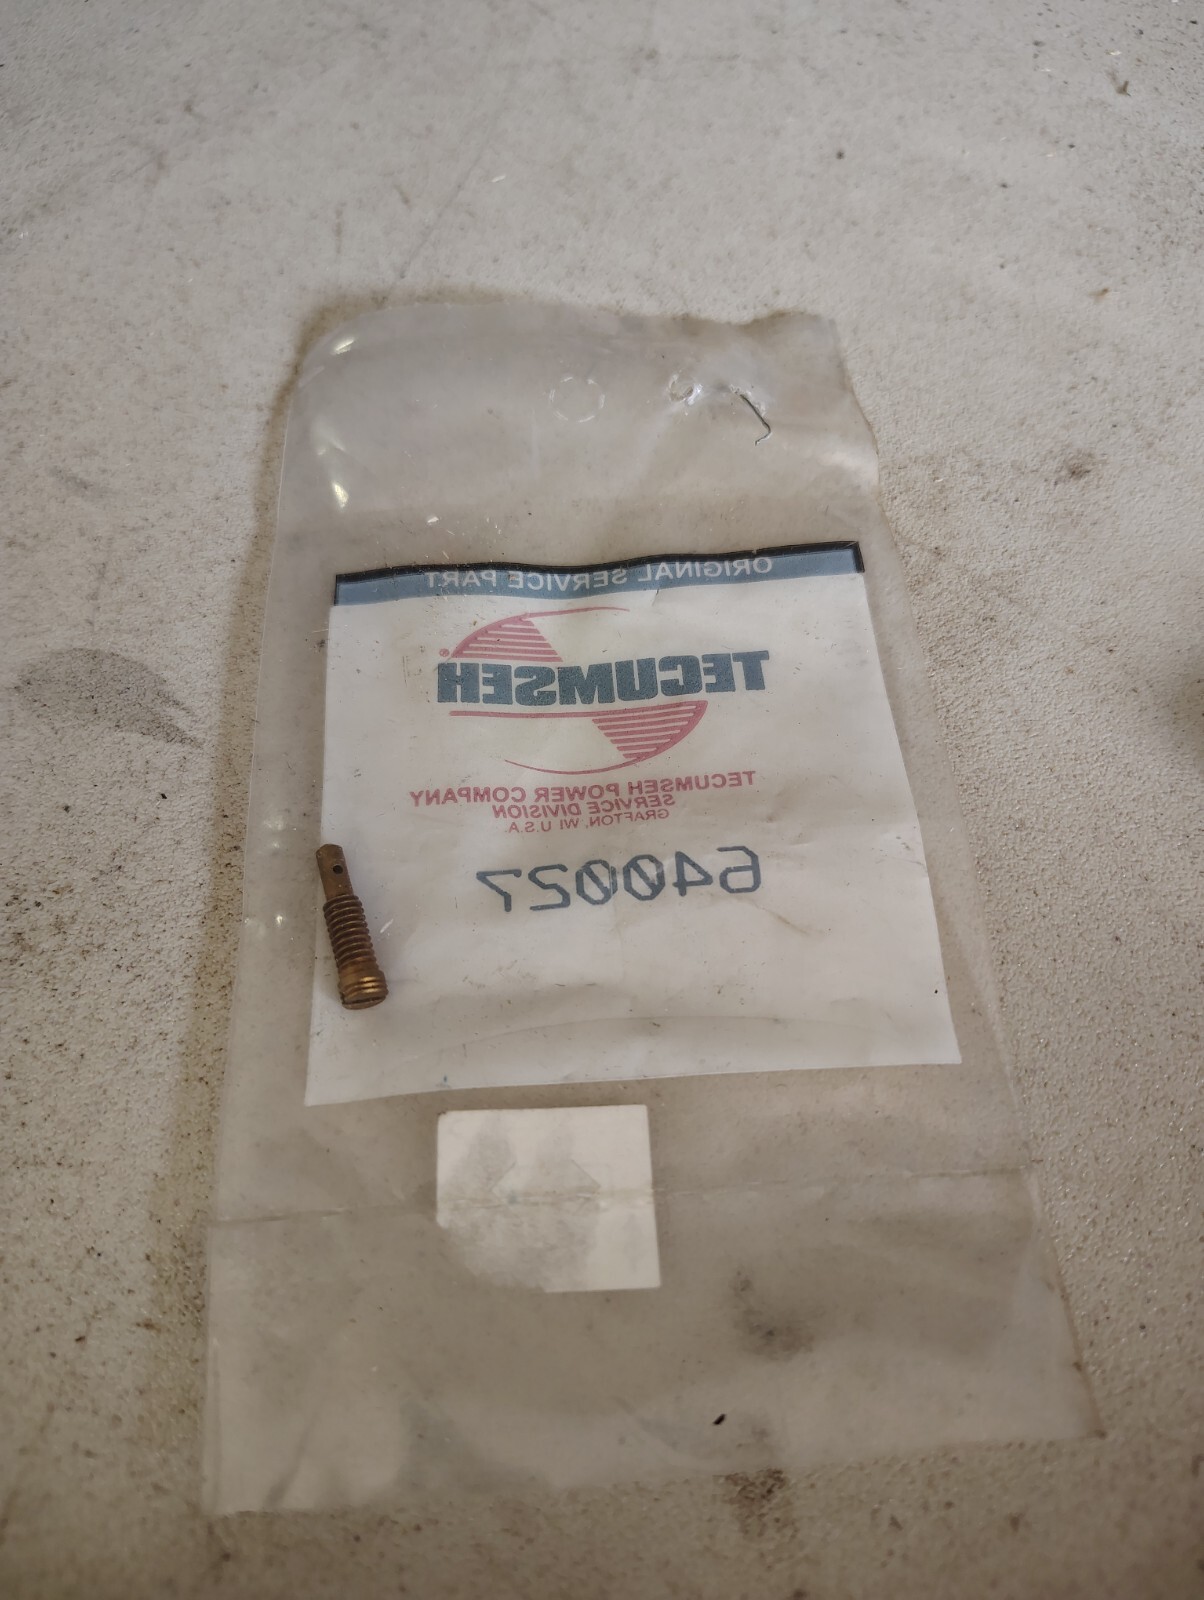 ORIGINAL SERVICE PART
TECUMSEH®
TECUMSEH POWER COMPANY
SERVICE DIVISION
GRAFTON, WI U.S.A.
640027